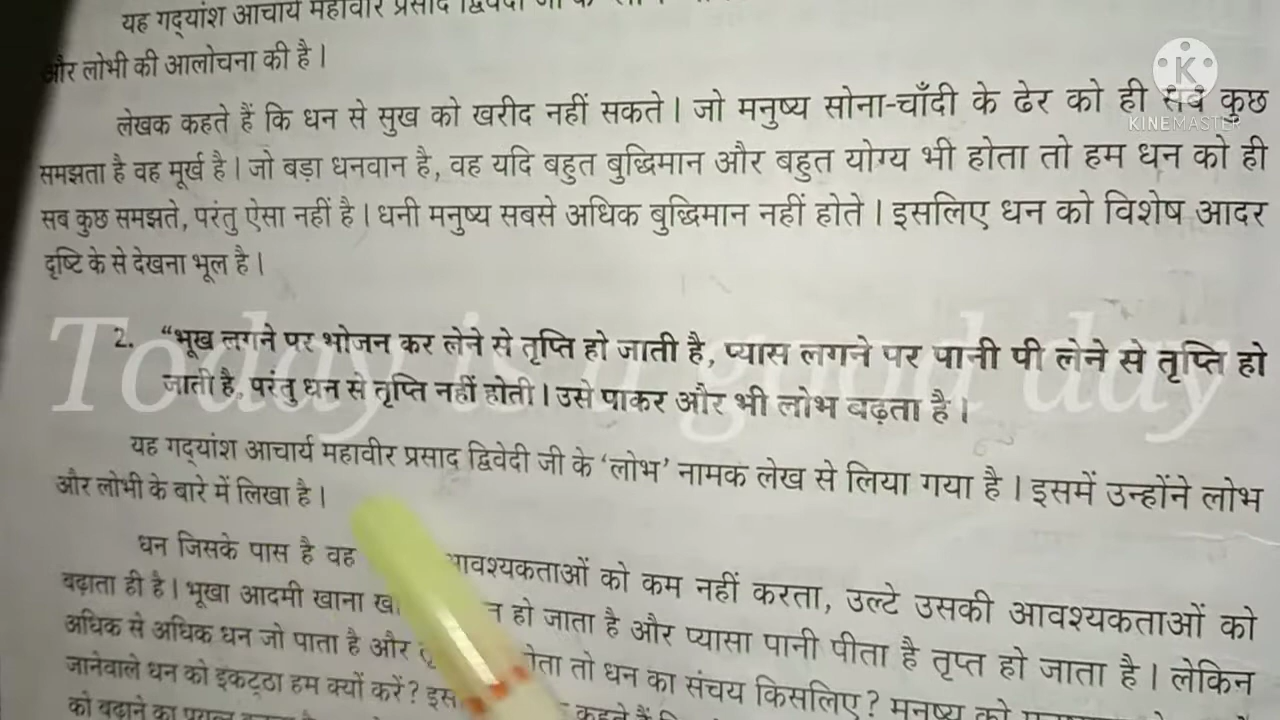 यह गद्यांश आचार्य महावीर प्रसाद द्विवेदी जी के
और लोभी की आलोचना की है ।
लेखक कहते हैं कि धन से सुख को खरीद नहीं सकते । जो मनुष्य सोना-चाँदी के ढेर को ही सब कुछ
समझता है वह मूर्ख है । जो बड़ा धनवान है, वह यदि बहुत बुद्धिमान और बहुत योग्य भी होता तो हम धन को ही
सब कुछ समझते, परंतु ऐसा नहीं है । धनी मनुष्य सबसे अधिक बुद्धिमान नहीं होते । इसलिए धन को विशेष आदर
दृष्टि के से देखना भूल है ।
2. “भूख लगने पर भोजन कर लेने से तृप्ति हो जाती है, प्यास लगने पर पानी पी लेने से तृप्ति हो
जाती है, परंतु धन से तृप्ति नहीं होती । उसे पाकर और भी लोभ बढ़ता है ।
यह गद्यांश आचार्य महावीर प्रसाद द्विवेदी जी के ‘लोभ’ नामक लेख से लिया गया है । इसमें उन्होंने लोभ
और लोभी के बारे में लिखा है ।
धन जिसके पास है वह आवश्यकताओं को कम नहीं करता, उल्टे उसकी आवश्यकताओं को
बढ़ाता ही है । भूखा आदमी खाना हो जाता है और प्यासा पानी पीता है तृप्त हो जाता है । लेकिन
अधिक से अधिक धन जो पाता है और तो धन का संचय किसलिए ? मनुष्य को
जानेवाले धन को इकट्ठा हम क्यों करें ? कहते हैं कि
को बढ़ाने का
KINEMASTER
Today is a good day